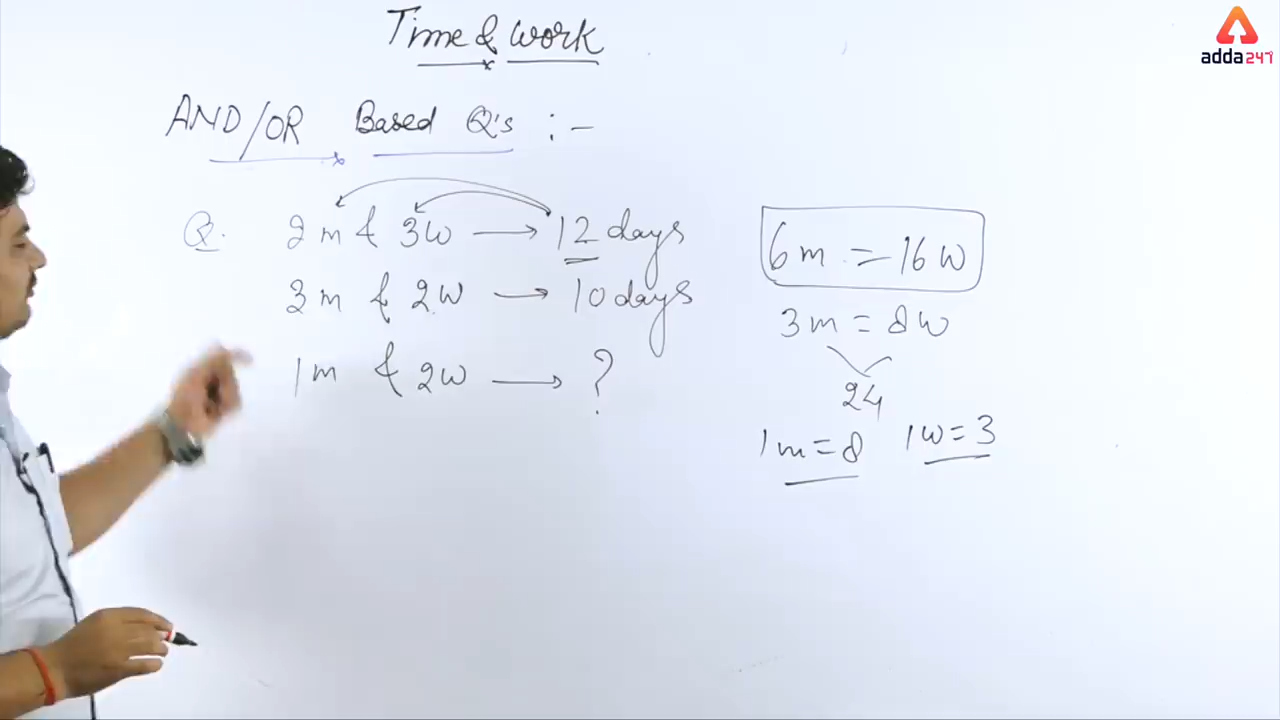 Time & work
adda247
AND/OR Based Q's :-
Q. 2m & 3w → 12 days
3m & 2w → 10 days
1m & 2w → ?
6m = 16w
3m = 8w
24
1m = 8 1w = 3